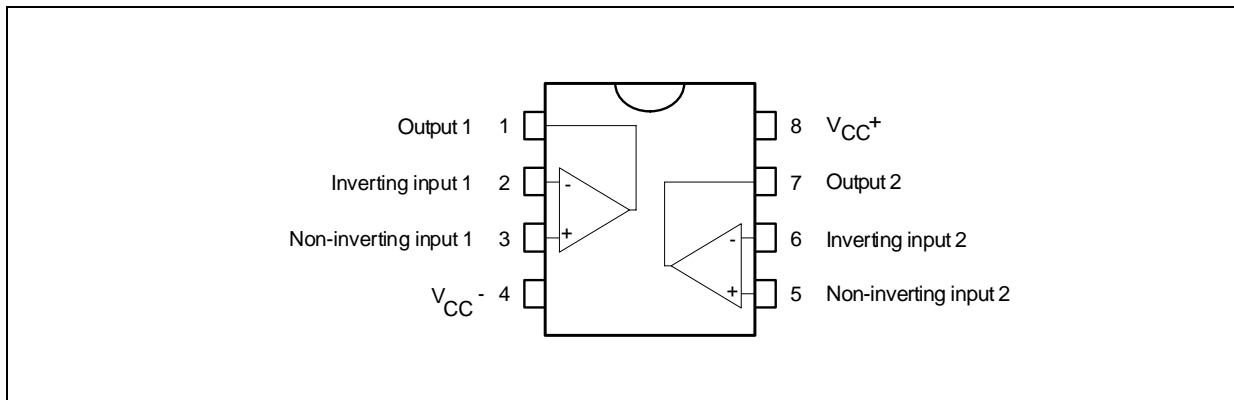 Output 1 1
Inverting input 1 2
Non-inverting input 1 3
VCC- 4
8 VCC+
7 Output 2
6 Inverting input 2
5 Non-inverting input 2
-
+
-
+